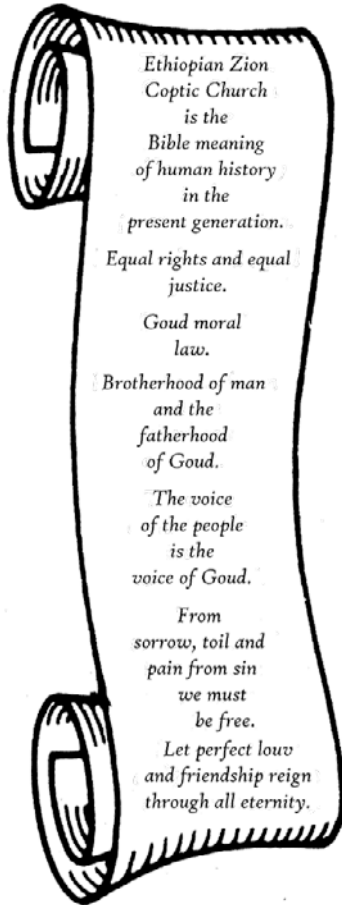 Ethiopian Zion
Coptic Church
is the
Bible meaning
of human history
in the
present generation.
Equal rights and equal
justice.
Goud moral
law.
Brotherhood of man
and the
fatherhood
of Goud.
The voice
of the people
is the
voice of Goud.
From
sorrow, toil and
pain from sin
we must
be free.
Let perfect louv
and friendship reign
through all eternity.